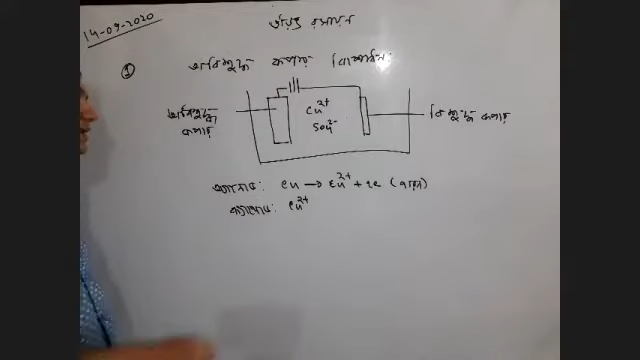 14-09-2020
তড়িৎ রসায়ন
① অবিশুদ্ধ কপার বিশোধন:
অবিশুদ্ধ কপার
Cu²⁺
SO₄²⁻
বিশুদ্ধ কপার
অ্যানোড: Cu → Cu²⁺ + 2e (জারণ)
ক্যাথোড: Cu²⁺